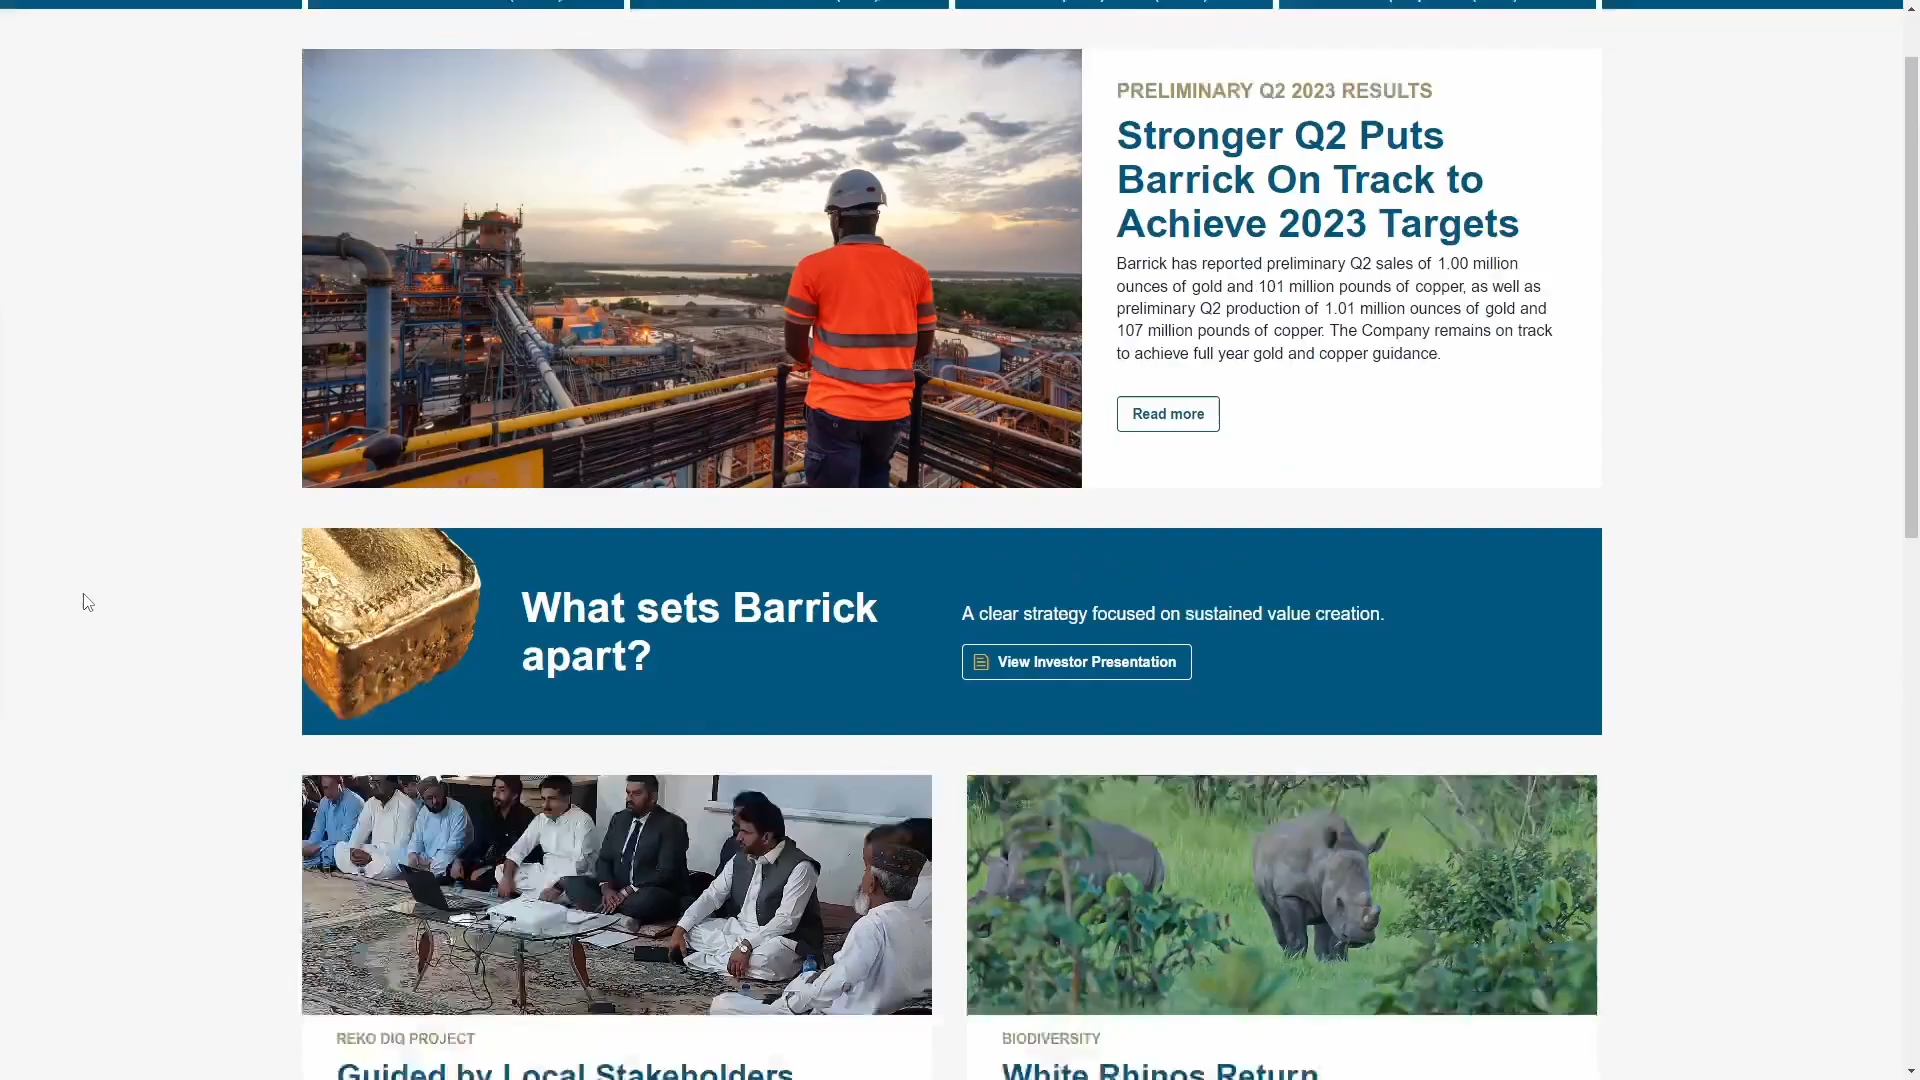 PRELIMINARY Q2 2023 RESULTS
Stronger Q2 Puts
Barrick On Track to
Achieve 2023 Targets
Barrick has reported preliminary Q2 sales of 1.00 million
ounces of gold and 101 million pounds of copper, as well as
preliminary Q2 production of 1.01 million ounces of gold and
107 million pounds of copper. The Company remains on track
to achieve full year gold and copper guidance.
Read more
What sets Barrick
apart?
A clear strategy focused on sustained value creation.
View Investor Presentation
REKO DIQ PROJECT
BIODIVERSITY
Guided by Local Stakeholders
White Rhinos Return